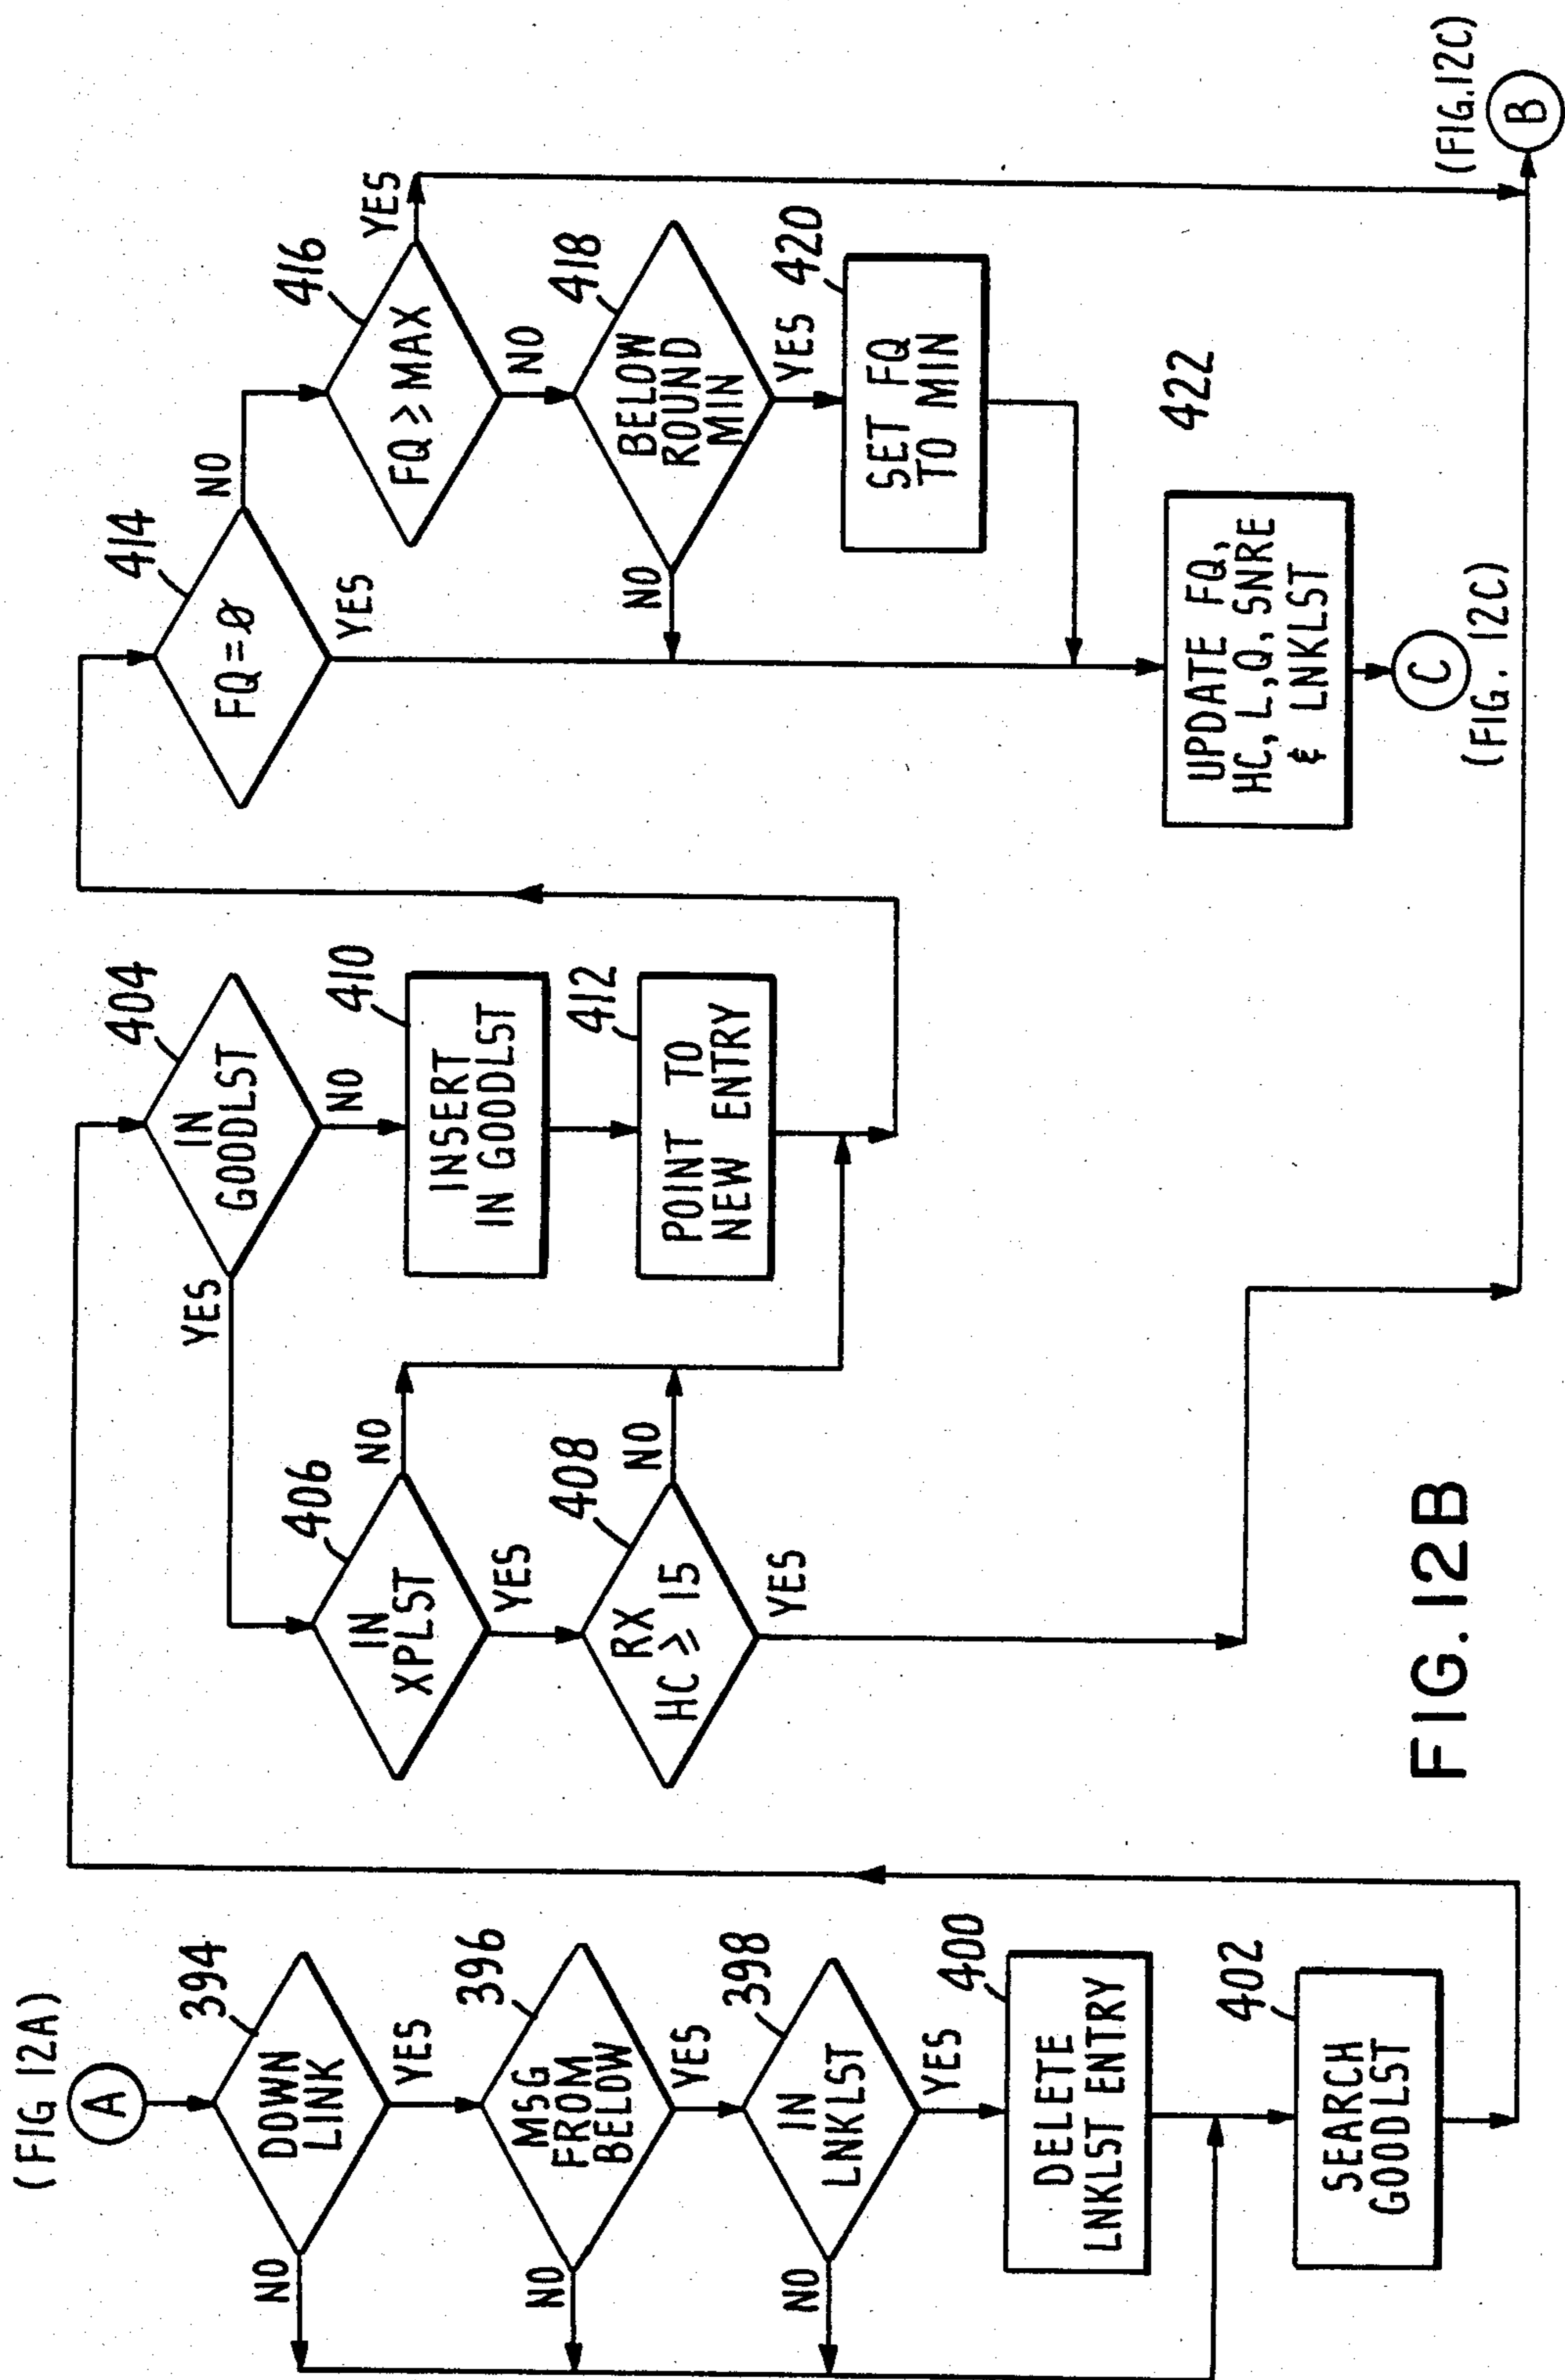 (FIG 12A)
A
394
DOWN
LINK
YES
NO
396
MSG
FROM
BELOW
YES
NO
398
IN
LNKLST
YES
NO
400
DELETE
LNKLST ENTRY
402
SEARCH
GOODLST
404
IN
GOODLST
YES
NO
406
IN
XPLST
NO
YES
408
RX
HC ≥ 15
NO
YES
410
INSERT
IN GOODLST
412
POINT TO
NEW ENTRY
414
FQ=Ø
NO
YES
416
FQ ≥ MAX
YES
NO
418
BELOW
ROUND
MIN
NO
YES
420
SET FQ
TO MIN
422
UPDATE FQ,
HC, L, Q, SNRE
& LNKLST
C
(FIG. 12C)
(FIG.12C)
B
FIG.12B